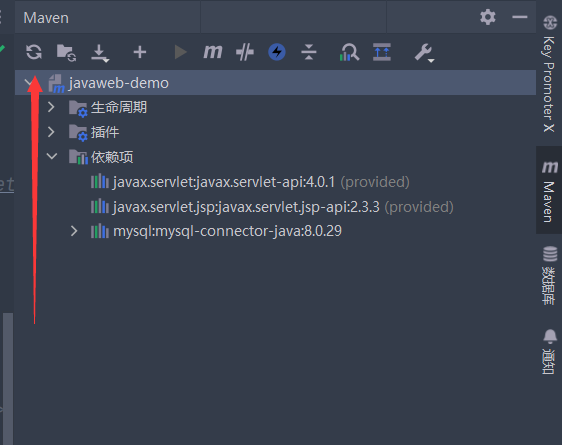 Maven
javaweb-demo
生命周期
插件
依赖项
javax.servlet:javax.servlet-api:4.0.1 (provided)
javax.servlet.jsp:javax.servlet.jsp-api:2.3.3 (provided)
mysql:mysql-connector-java:8.0.29
Key Promoter X
m Maven
数据库
通知
et